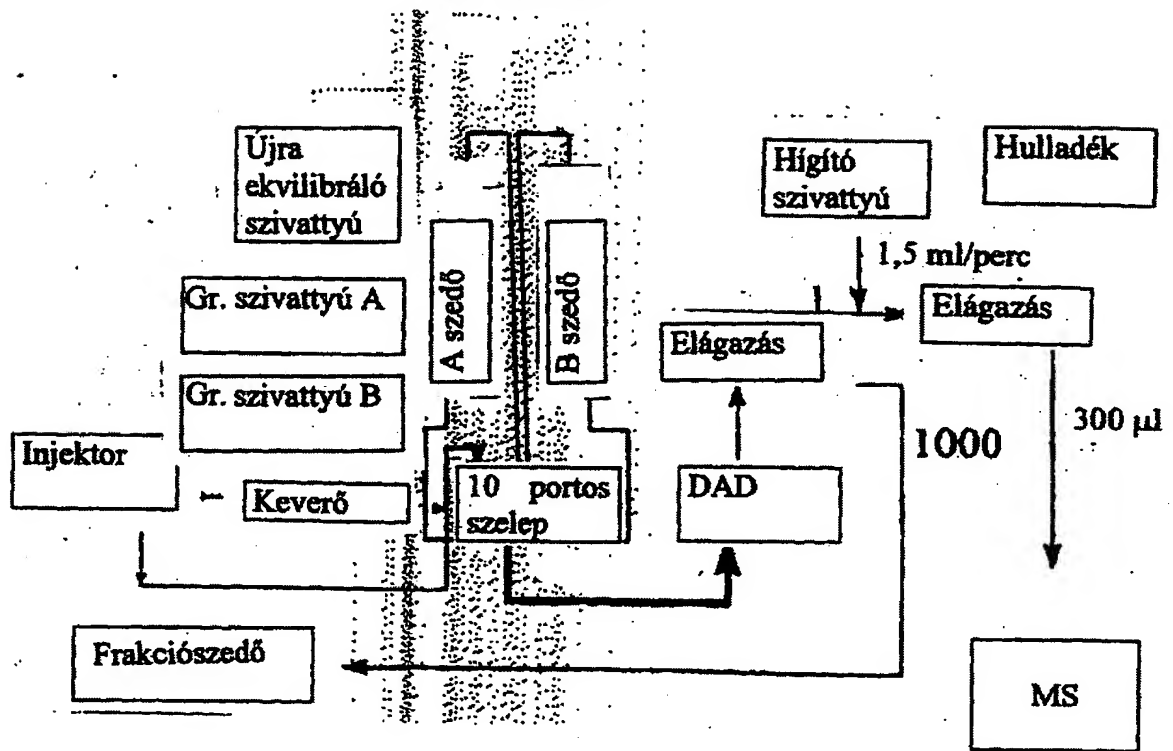 Újra
ekvilibráló
szivattyú
Gr. szivattyú A
Gr. szivattyú B
Injektor
Keverő
A szedő
B szedő
10 portos
szelep
Hígító
szivattyú
Hulladék
1,5 ml/perc
Elágazás
Elágazás
DAD
1000
300 µl
Frakciószedő
MS